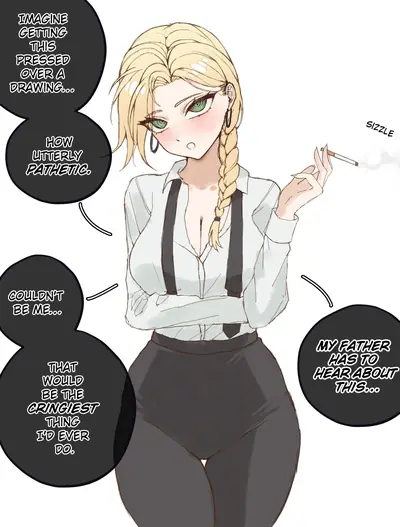 IMAGINE
GETTING
THIS
PRESSED
OVER A
DRAWING...
HOW
UTTERLY
PATHETIC.
SIZZLE
COULDN'T
BE ME...
THAT
WOULD
BE THE
CRINGIEST
THING
I'D EVER
DO.
MY FATHER
HAS TO
HEAR ABOUT
THIS...